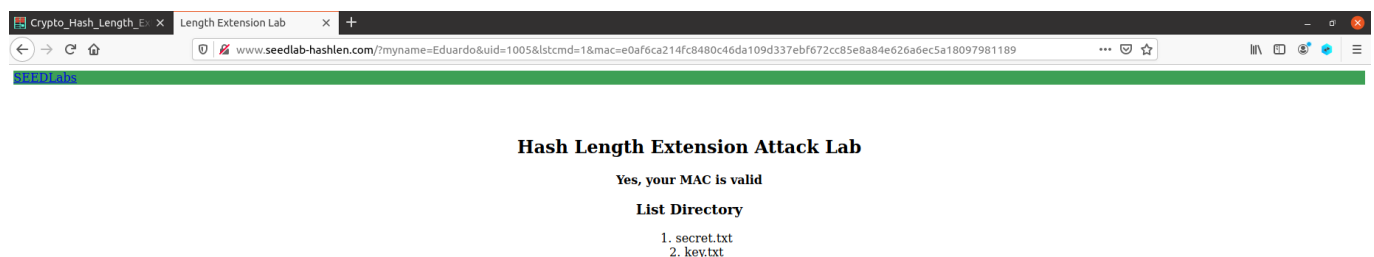 Crypto_Hash_Length_Ex
Length Extension Lab
www.seedlab-hashlen.com/?myname=Eduardo&uid=1005&lstcmd=1&mac=e0af6ca214fc8480c46da109d337ebf672cc85e8a84e626a6ec5a18097981189
SEEDLabs
Hash Length Extension Attack Lab
Yes, your MAC is valid
List Directory
1. secret.txt
2. key.txt